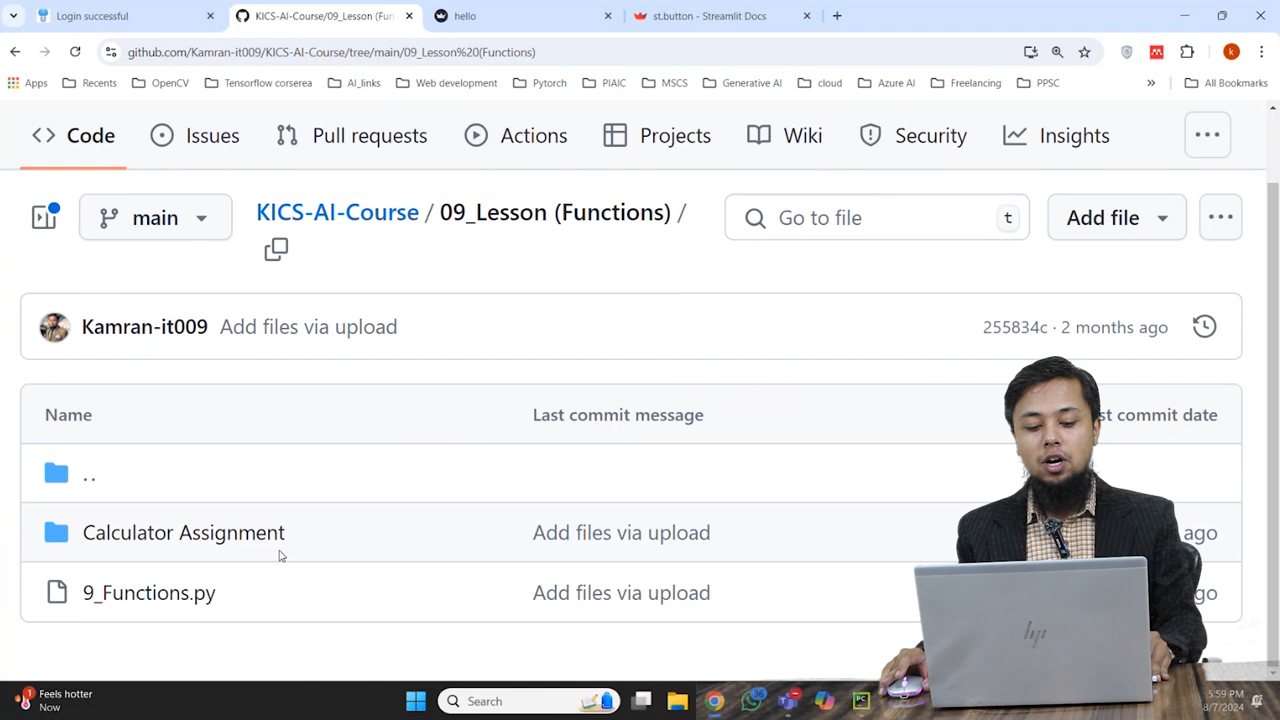 Login successful
KICS-AI-Course/09_Lesson (Fun
hello
st.button - Streamlit Docs
github.com/Kamran-it009/KICS-AI-Course/tree/main/09_Lesson%20(Functions)
k
Apps Recents OpenCV Tensorflow corserea AI_links Web development Pytorch PIAIC MSCS Generative AI cloud Azure AI Freelancing PPSC » All Bookmarks
Code Issues Pull requests Actions Projects Wiki Security Insights
main KICS-AI-Course / 09_Lesson (Functions) / Go to file t Add file
Kamran-it009 Add files via upload 255834c · 2 months ago
Name Last commit message st commit date
. .
Calculator Assignment Add files via upload ago
9_Functions.py Add files via upload go
hp
1 Feels hotter
Now
Search
36
5:59 PM
8/7/2024